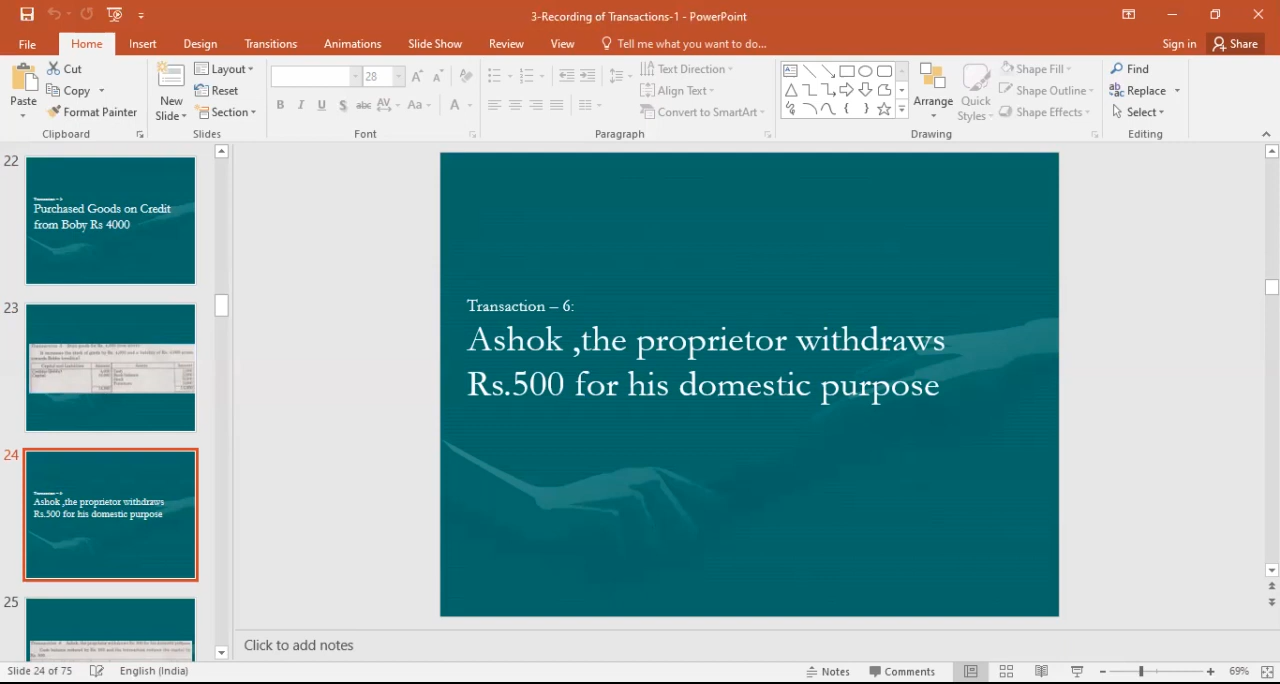 3-Recording of Transactions-1 - PowerPoint
File Home Insert Design Transitions Animations Slide Show Review View Tell me what you want to do... Sign in Share
Paste
Cut
Copy
Format Painter
Clipboard
New
Slide
Layout
Reset
Section
Slides
28
B I U S abc AV Aa A
Font
Text Direction
Align Text
Convert to SmartArt
Paragraph
Arrange
Quick
Styles
Shape Fill
Shape Outline
Shape Effects
Drawing
Find
Replace
Select
Editing
22
Purchased Goods on Credit
from Boby Rs 4000
23
24
Ashok ,the proprietor withdraws
Rs.500 for his domestic purpose
25
Transaction – 6:
Ashok ,the proprietor withdraws
Rs.500 for his domestic purpose
Click to add notes
Slide 24 of 75 English (India) Notes Comments 69%